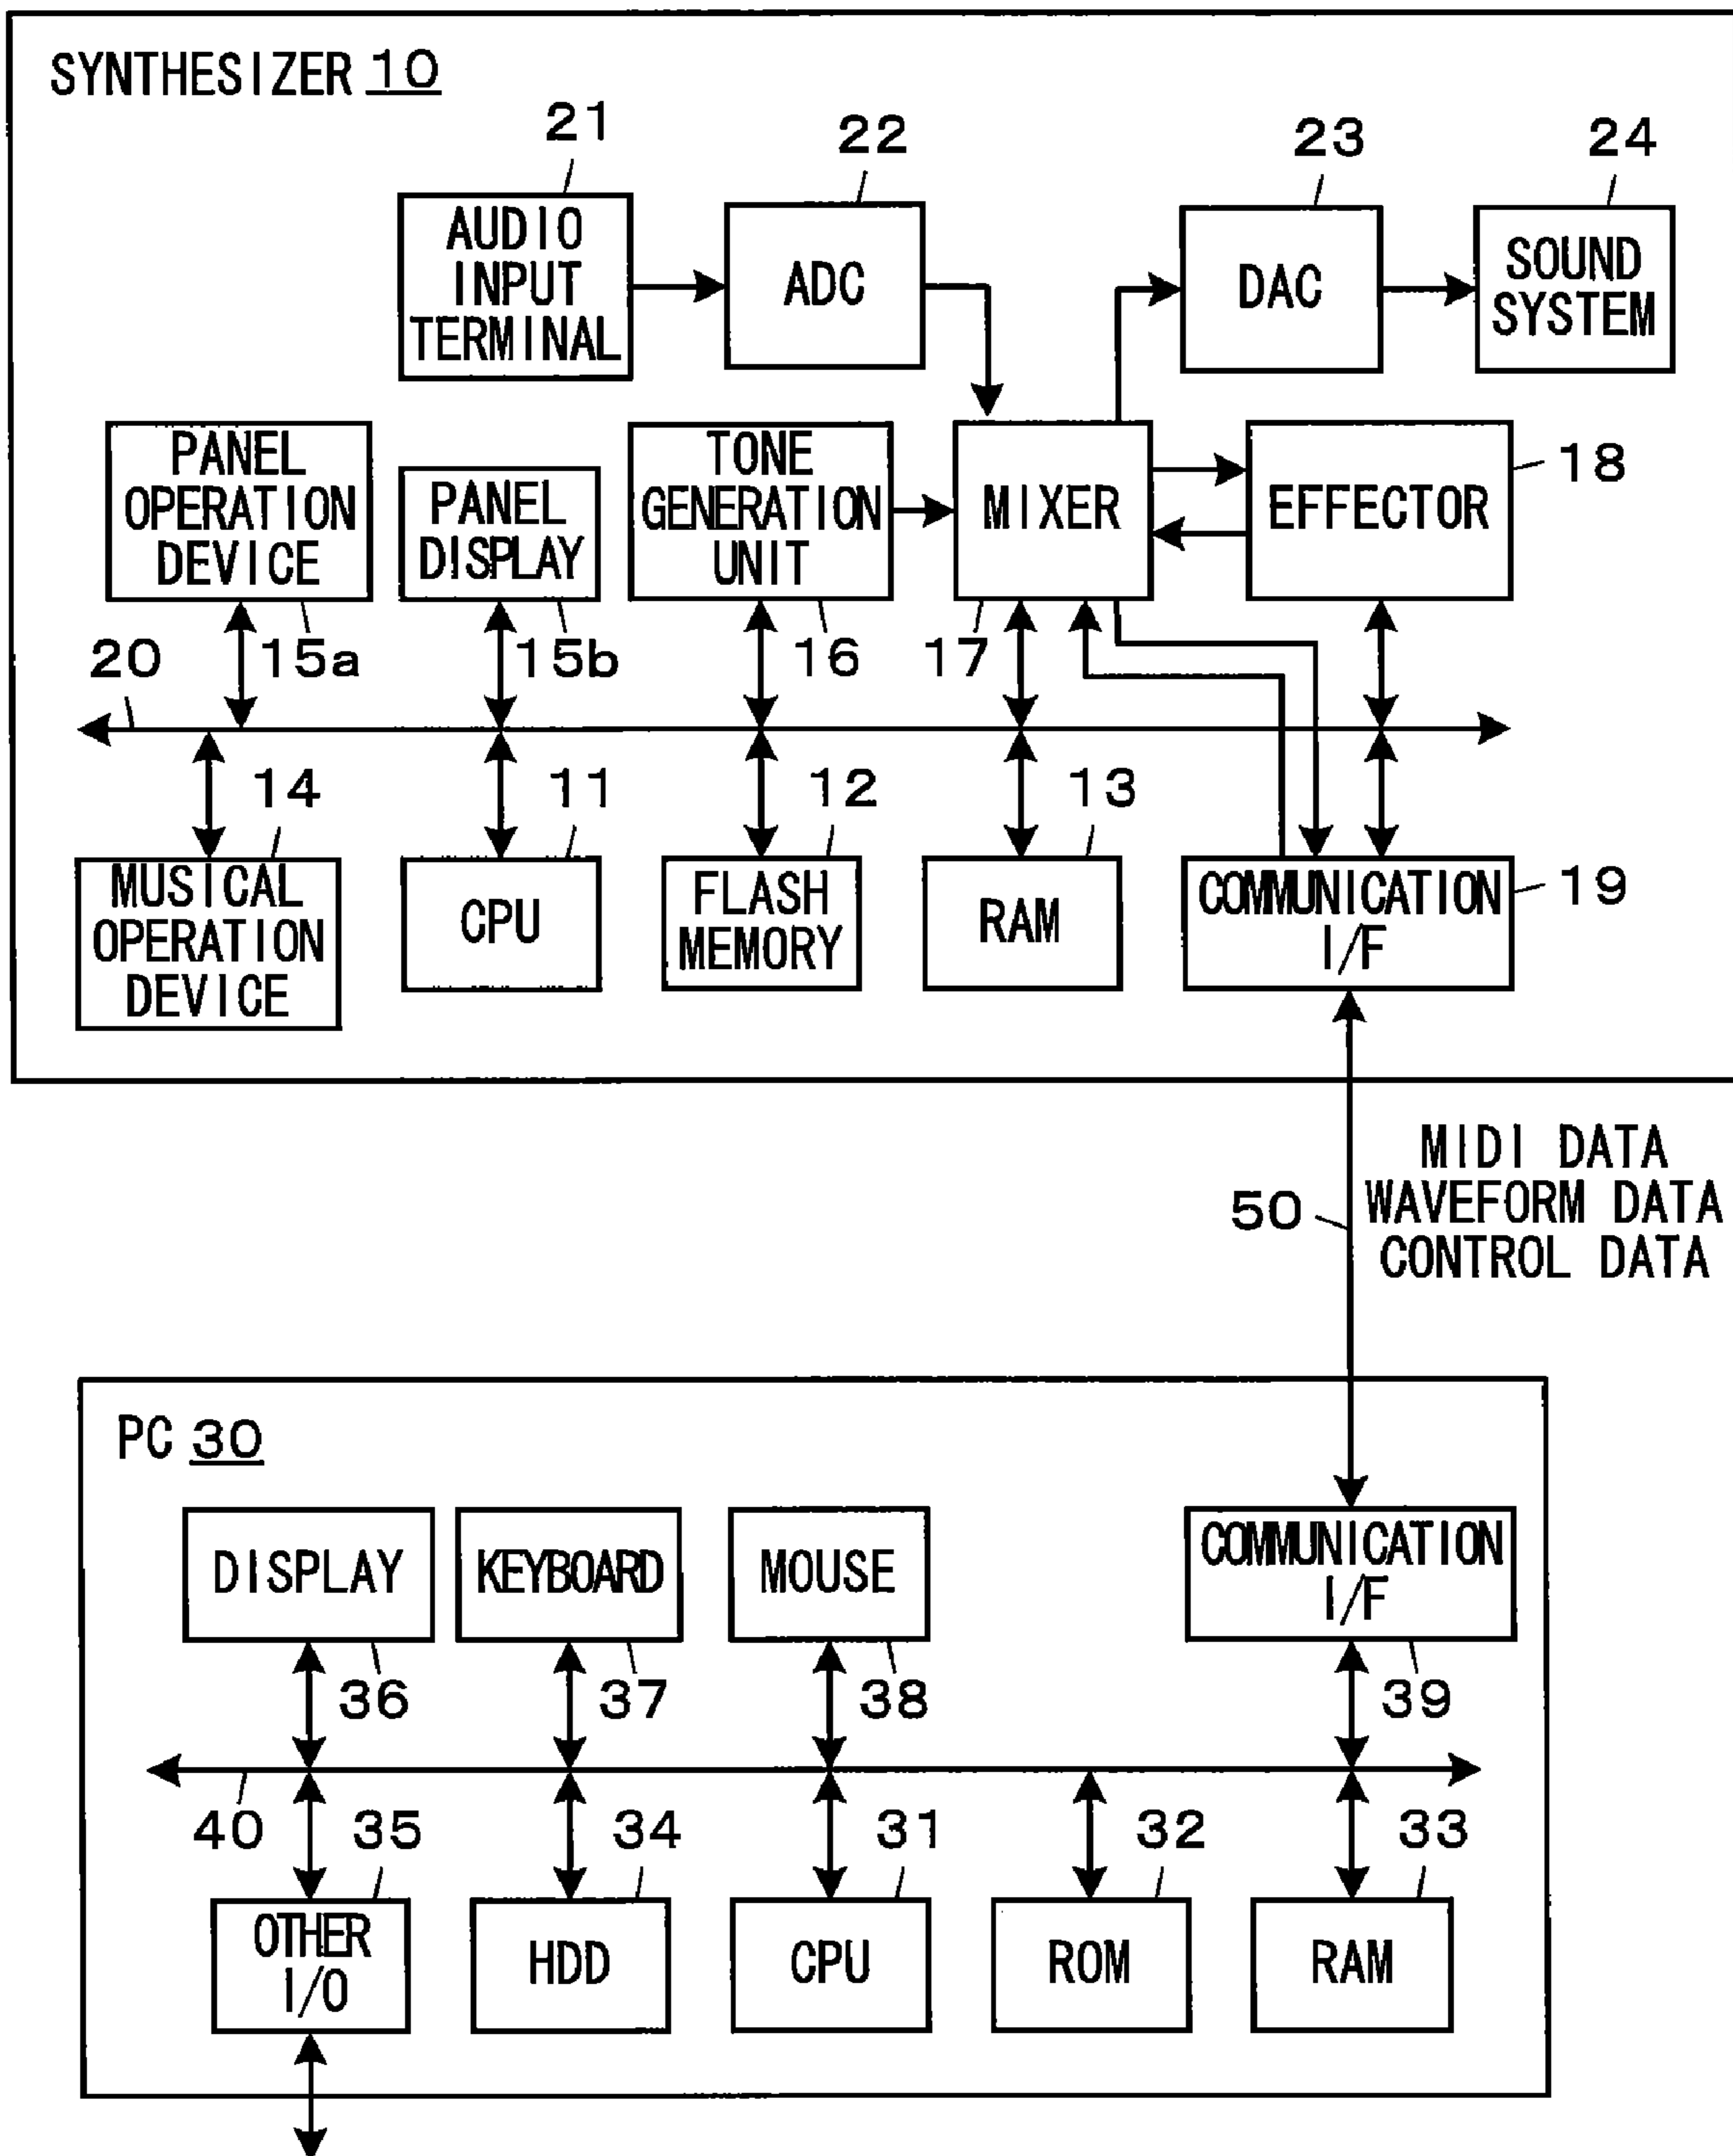 SYNTHESIZER 10
21
22
23
24
AUDIO
INPUT
TERMINAL
ADC
DAC
SOUND
SYSTEM
PANEL
OPERATION
DEVICE
PANEL
DISPLAY
TONE
GENERATION
UNIT
MIXER
EFFECTOR
18
20
15a
15b
16
17
14
11
12
13
MUSICAL
OPERATION
DEVICE
CPU
FLASH
MEMORY
RAM
COMMUNICATION
I/F
19
50
MIDI DATA
WAVEFORM DATA
CONTROL DATA
PC 30
DISPLAY
KEYBOARD
MOUSE
COMMUNICATION
I/F
36
37
38
39
40
35
34
31
32
33
OTHER
I/O
HDD
CPU
ROM
RAM